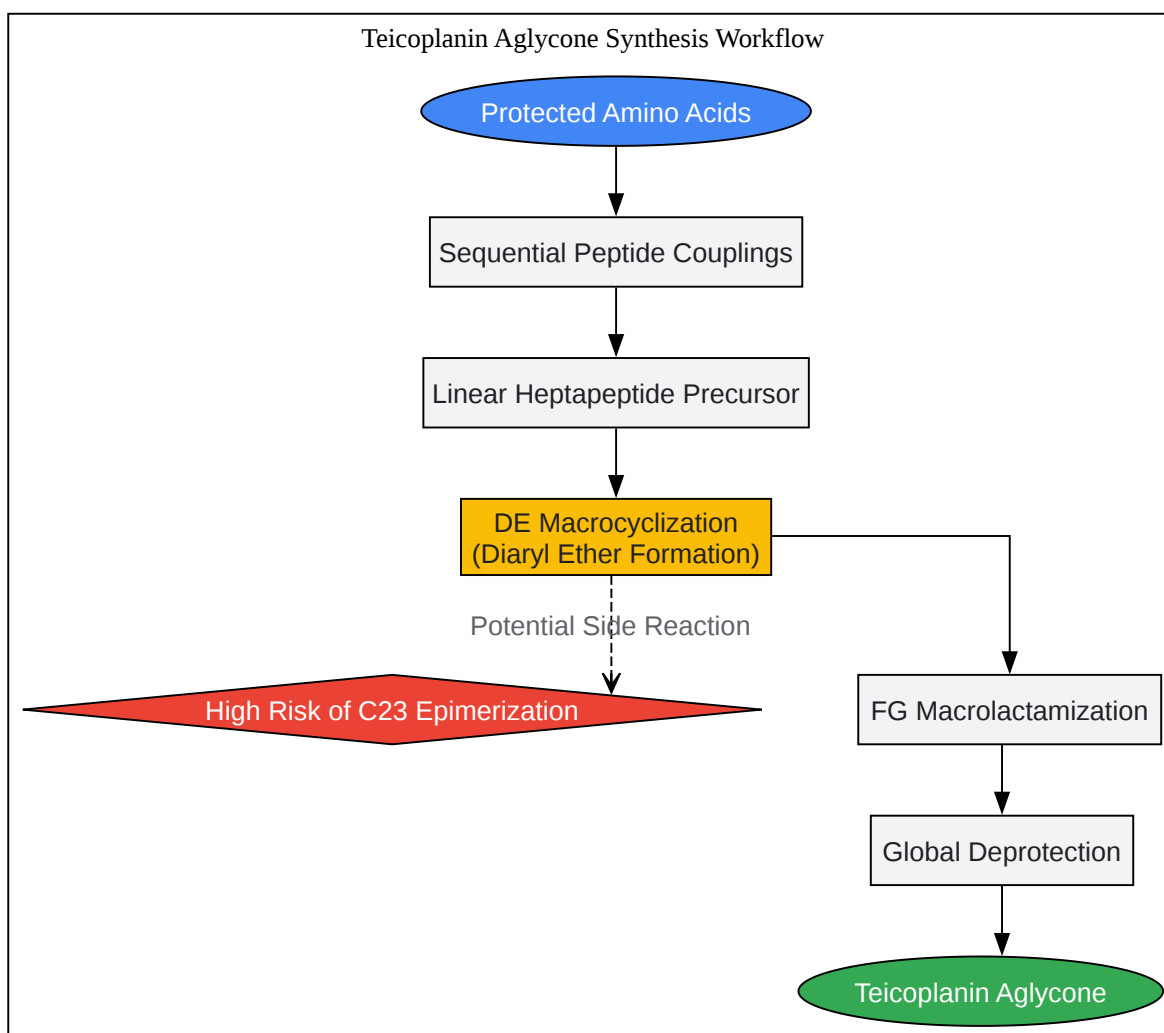 Teicoplanin Aglycone Synthesis Workflow
Protected Amino Acids
Sequential Peptide Couplings
Linear Heptapeptide Precursor
DE Macrocyclization
(Diaryl Ether Formation)
Potential Side Reaction
High Risk of C23 Epimerization
FG Macrolactamization
Global Deprotection
Teicoplanin Aglycone